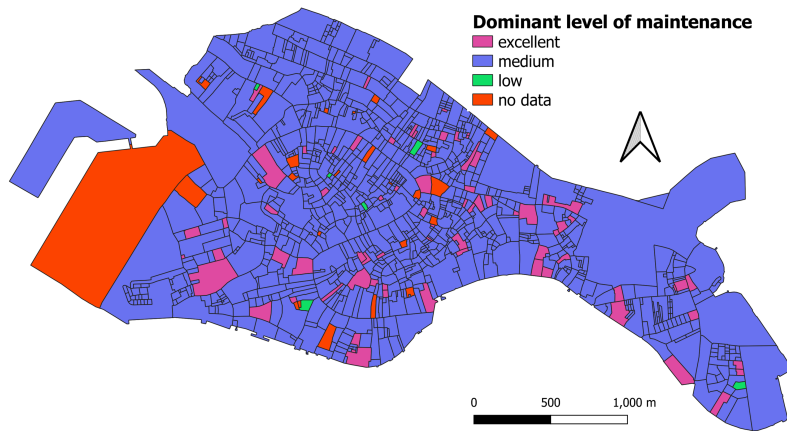 Dominant level of maintenance
excellent
medium
low
no data
0 500 1,000 m